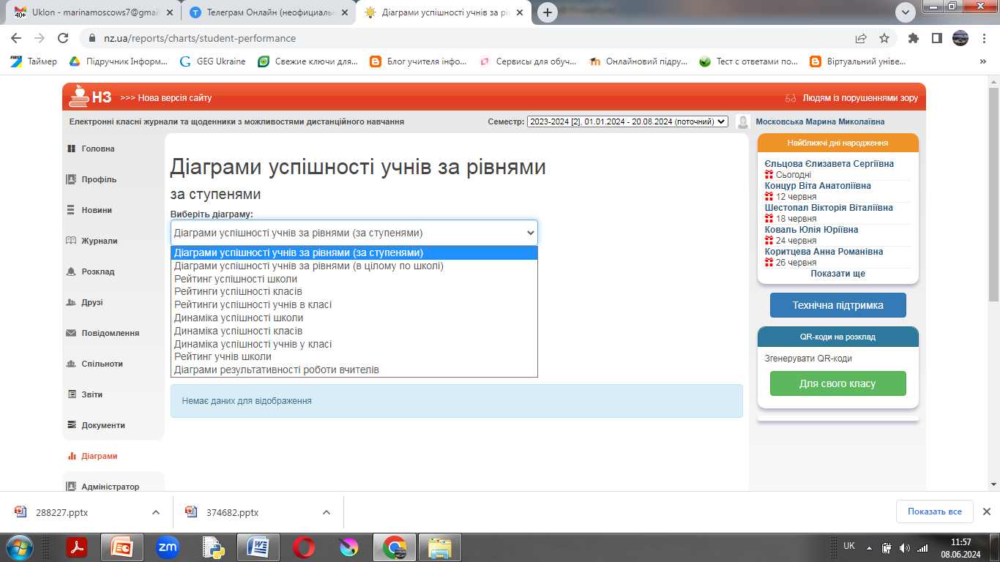 Uklon - marinamoscows7@gmai
Телеграм Онлайн (неофициальн
Діаграми успішності учнів за рів
nz.ua/reports/charts/student-performance
Таймер
Підручник Інформ...
GEG Ukraine
Свежие ключи для...
Блог учителя інфо...
Сервисы для обуч...
Онлайновий підру...
Тест с ответами по...
Віртуальний уніве...
НЗ
>>> Нова версія сайту
Людям із порушеннями зору
Електронні класні журнали та щоденники з можливостями дистанційного навчання
Семестр:
2023-2024 [2], 01.01.2024 - 20.08.2024 (поточний)
Московська Марина Миколаївна
Головна
Профіль
Новини
Журнали
Розклад
Друзі
Повідомлення
Спільноти
Звіти
Документи
Діаграми
Адміністратор
Діаграми успішності учнів за рівнями
за ступенями
Виберіть діаграму:
Діаграми успішності учнів за рівнями (за ступенями)
Діаграми успішності учнів за рівнями (за ступенями)
Діаграми успішності учнів за рівнями (в цілому по школі)
Рейтинг успішності школи
Рейтинги успішності класів
Рейтинги успішності учнів в класі
Динаміка успішності школи
Динаміка успішності класів
Динаміка успішності учнів у класі
Рейтинг учнів школи
Діаграми результативності роботи вчителів
Немає даних для відображення
Найближчі дні народження
Єльцова Єлизавета Сергіївна
Сьогодні
Концур Віта Анатоліївна
12 червня
Шестопал Вікторія Віталіївна
18 червня
Коваль Юлія Юріївна
24 червня
Коритцева Анна Романівна
26 червня
Показати ще
Технічна підтримка
QR-коди на розклад
Згенерувати QR-коди
Для свого класу
288227.pptx
374682.pptx
Показать все
UK
11:57
08.06.2024